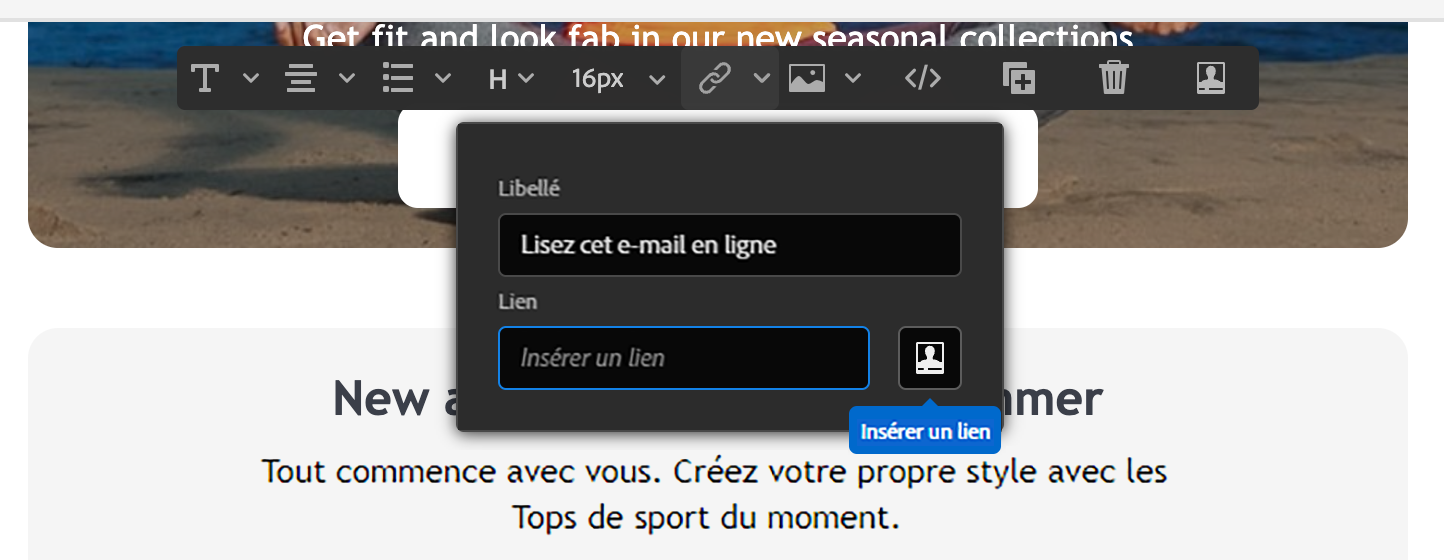 Get fit and look fab in our new seasonal collections
T H 16px </>
Libellé
Lisez cet e-mail en ligne
Lien
Insérer un lien
Insérer un lien
New
Tout commence avec vous. Créez votre propre style avec les
Tops de sport du moment.